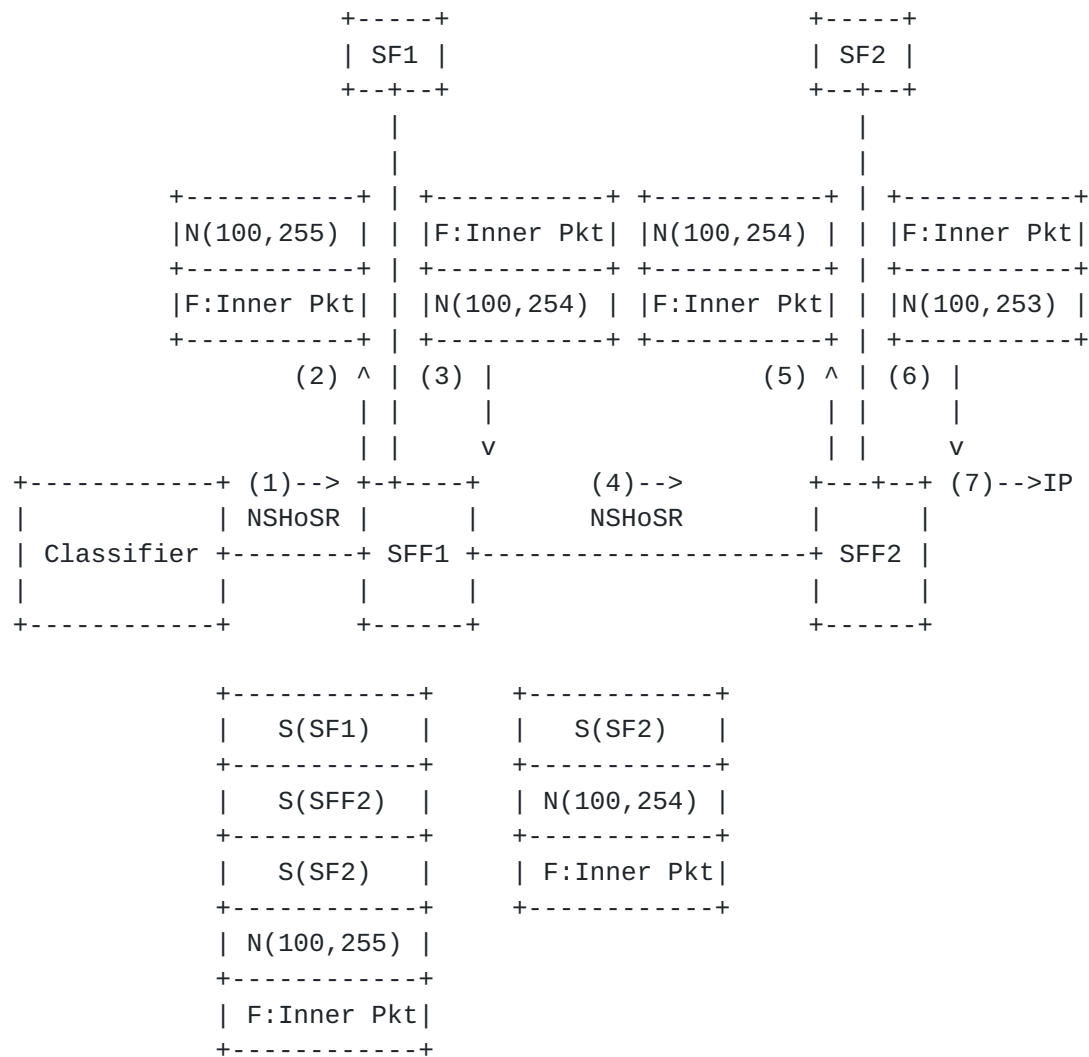 SF1 SF2
N(100,255) F:Inner Pkt N(100,254) F:Inner Pkt
F:Inner Pkt N(100,254) F:Inner Pkt N(100,253)
(2) ^ (3) (5) ^ (6)
v v
(1)--> (4)--> (7)-->IP
NSHoSR NSHoSR
Classifier SFF1 SFF2
S(SF1) S(SF2)
S(SFF2) N(100,254)
S(SF2) F:Inner Pkt
N(100,255)
F:Inner Pkt